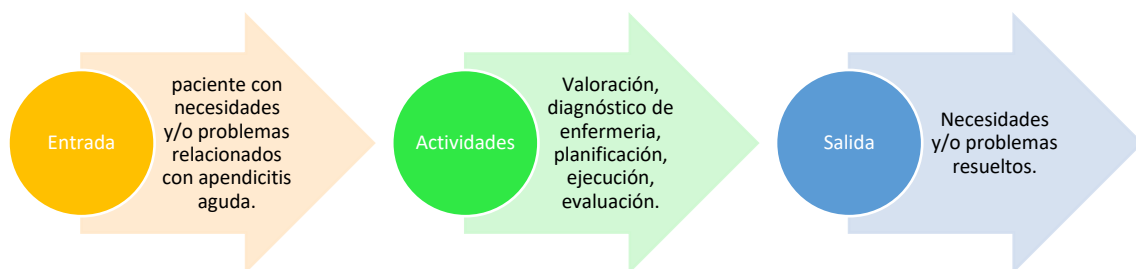 Entrada
paciente con
necesidades
y/o problemas
relacionados
con apendicitis
aguda.
Actividades
Valoración,
diagnóstico de
enfermeria,
planificación,
ejecución,
evaluación.
Salida
Necesidades
y/o problemas
resueltos.